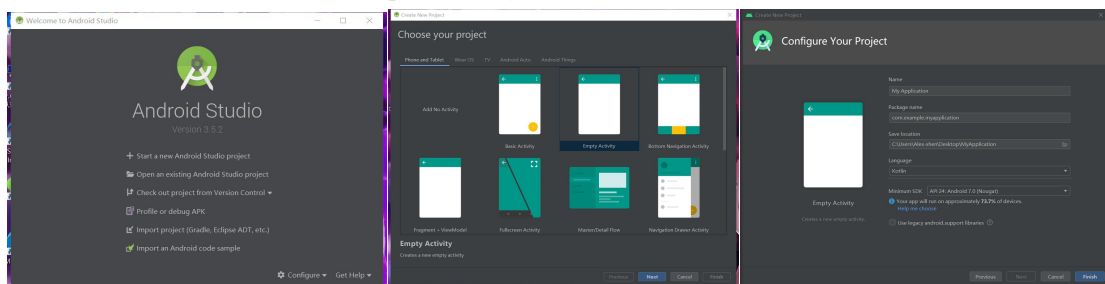 Welcome to Android Studio
Android Studio
Version 3.5.2
Start a new Android Studio project
Open an existing Android Studio project
Check out project from Version Control
Profile or debug APK
Import project (Gradle, Eclipse ADT, etc.)
Import an Android code sample
Configure
Get Help
Create New Project
Choose your project
Phone and Tablet Wear OS TV Android Auto Android Things
Add No Activity
Basic Activity
Empty Activity
Bottom Navigation Activity
Fragment + ViewModel
Fullscreen Activity
Master/Detail Flow
Navigation Drawer Activity
Empty Activity
Creates a new empty activity
Previous Next Cancel Finish
Create New Project
Configure Your Project
Name
My Application
Package name
com.example.myapplication
Save location
Language
Kotlin
Minimum SDK API 24: Android 7.0 (Nougat)
Your app will run on approximately 73.7% of devices.
Help me choose
Use legacy android.support libraries
Empty Activity
Creates a new empty activity
Previous Next Cancel Finish